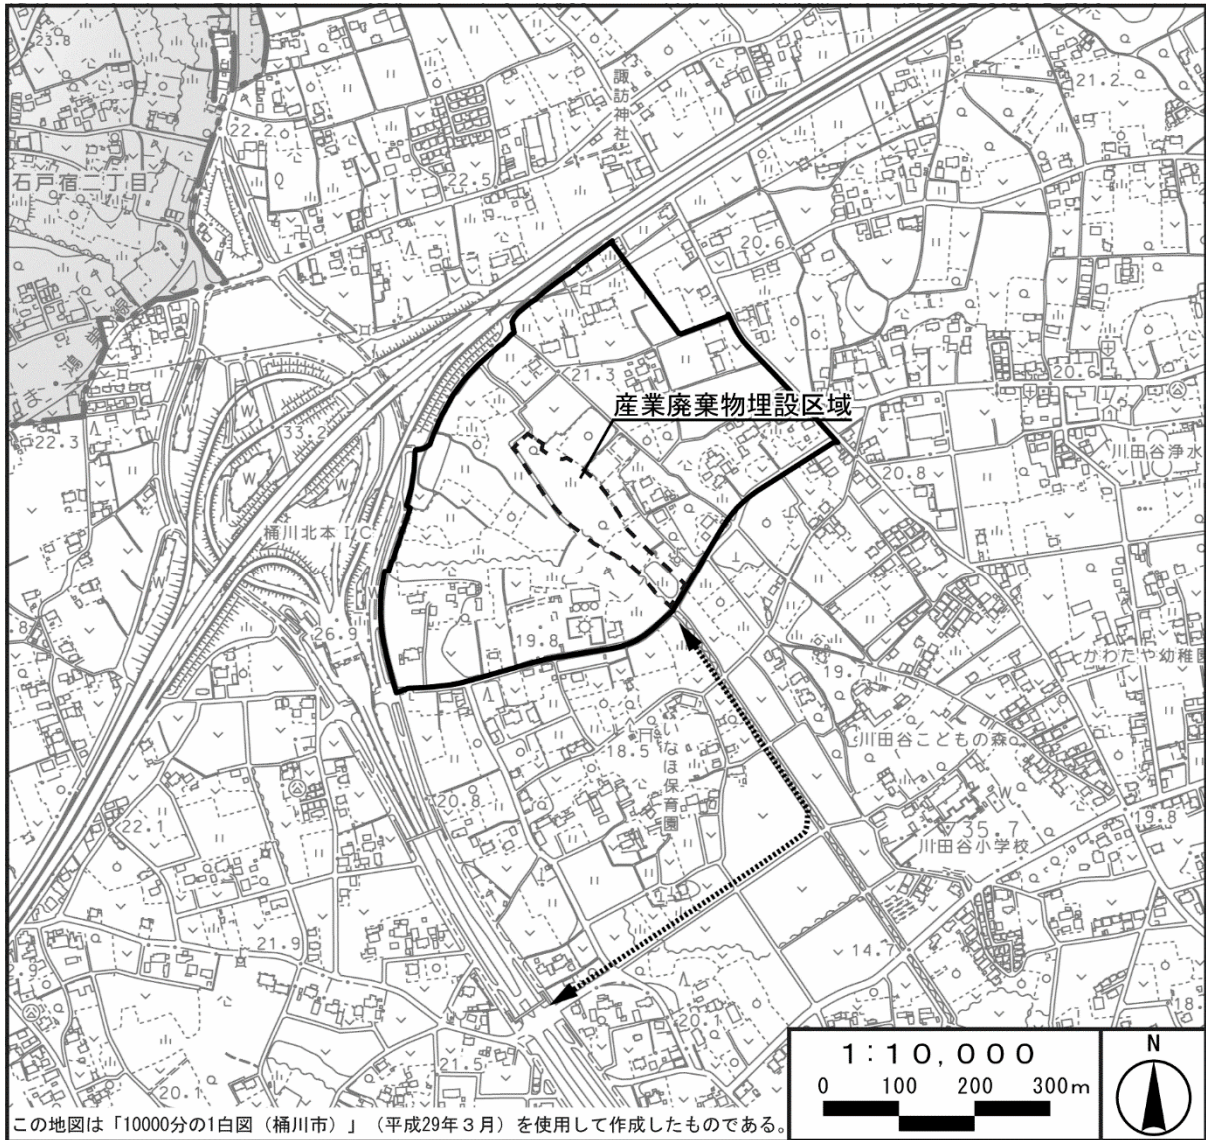 23.8
諏訪神社
21.2
22.2
22.5
石戸宿二丁目
20.6
21.3
20.6
産業廃棄物埋設区域
22.3
33.2
20.8
川田谷浄水
桶川北本IC
26.9
19.8
かわたや幼稚園
19.
18.5
いなほ保育園
川田谷こどもの森
20.8
22.1
35.7
19.8
川田谷小学校
21.9
14.7
20.1
18
21.5
20.1
1:10,000
0 100 200 300m
N
この地図は「10000分の1白図（桶川市）」（平成29年３月）を使用して作成したものである。